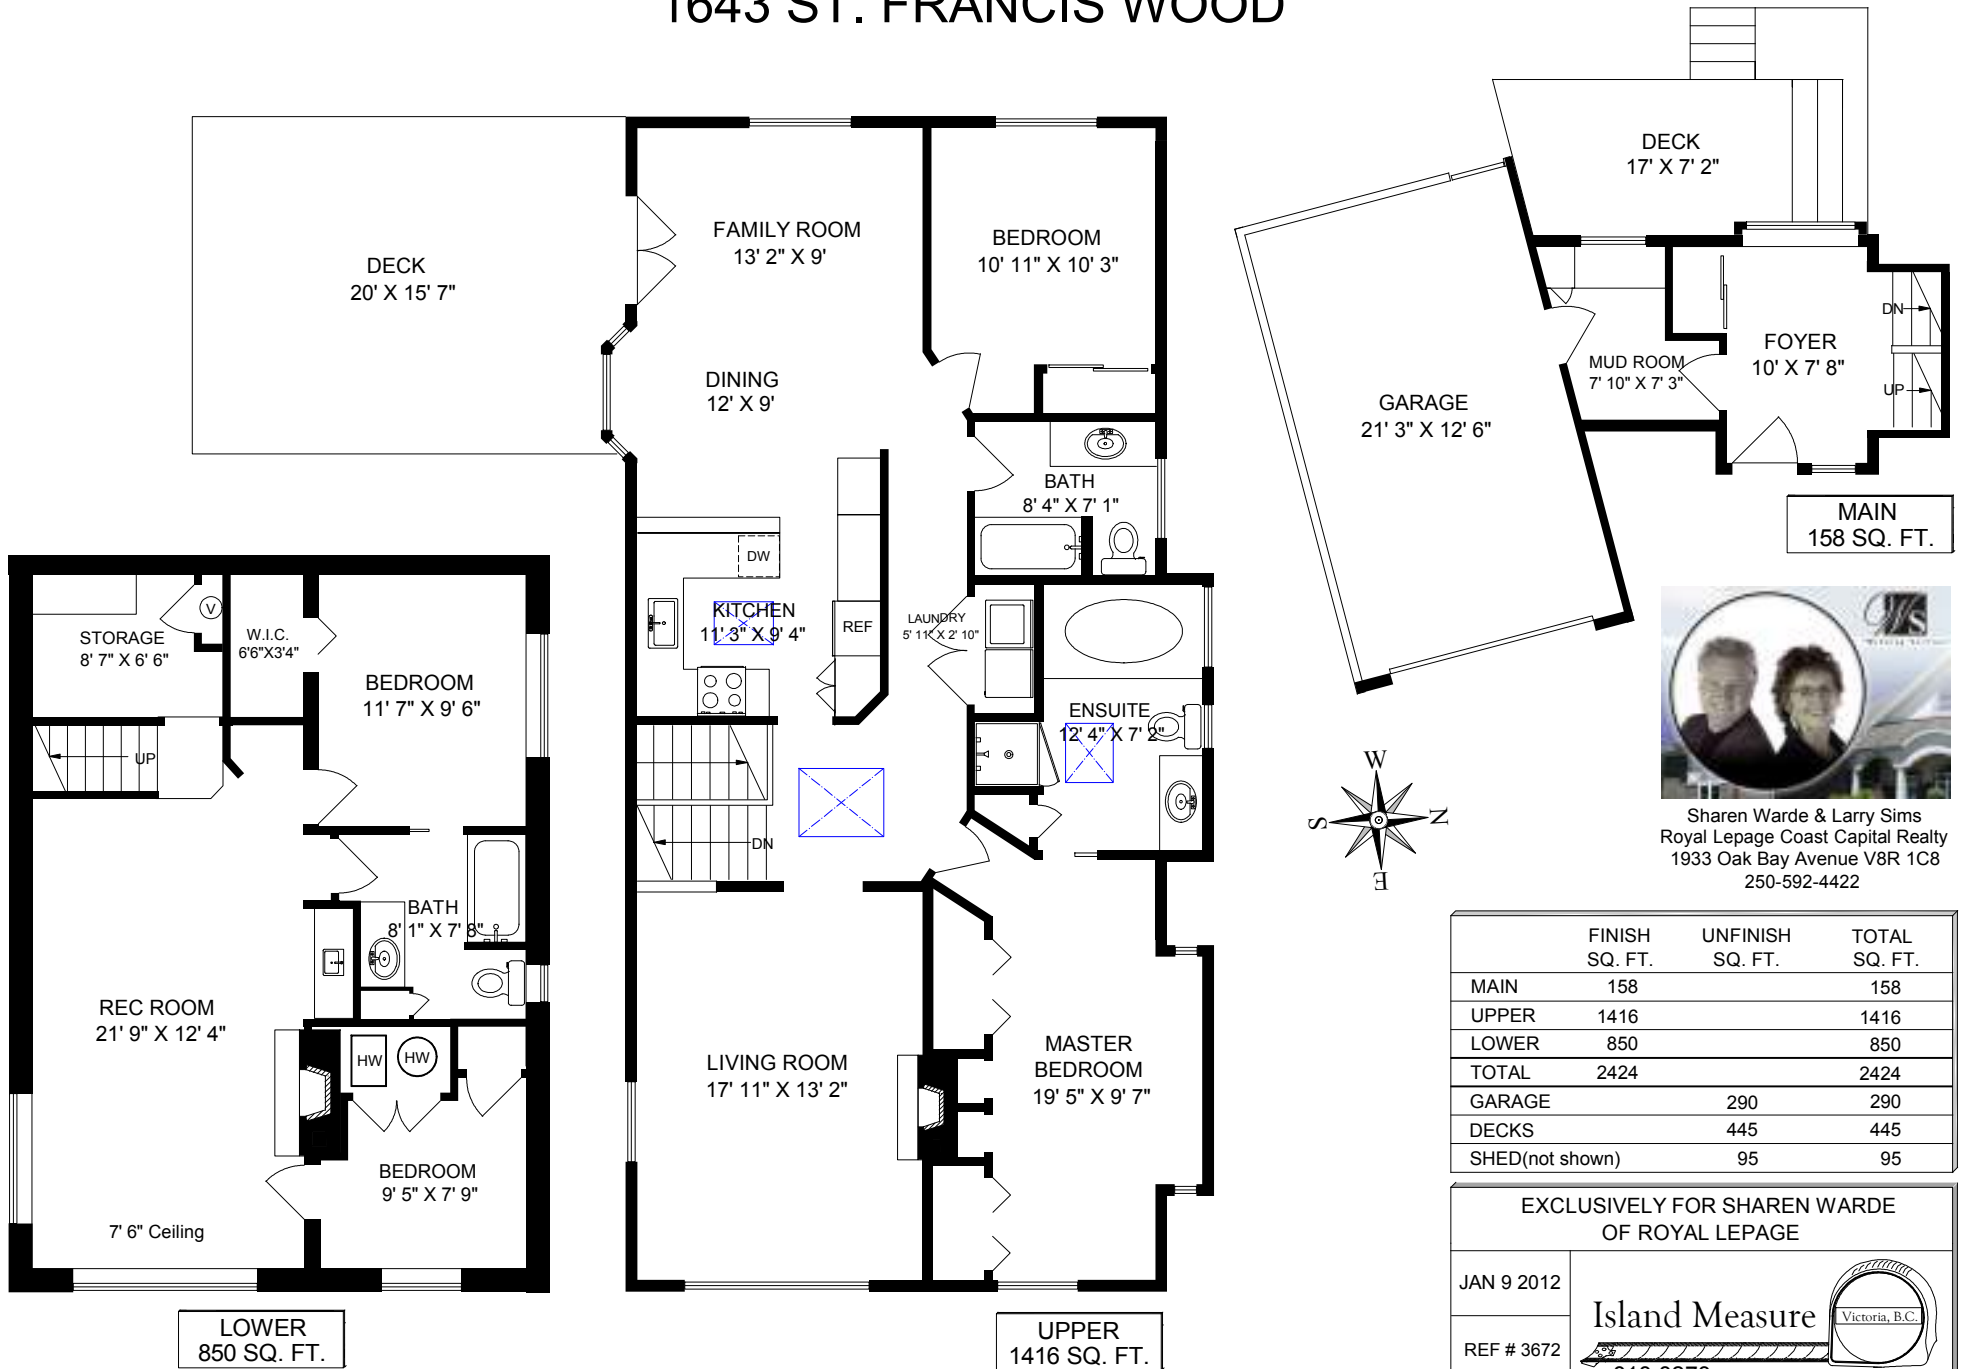 1643 ST. FRANCIS WOOD
DECK
20' X 15' 7"
FAMILY ROOM
13' 2" X 9'
BEDROOM
10' 11" X 10' 3"
DINING
12' X 9'
BATH
8' 4" X 7' 1"
DW
KITCHEN
11' 3" X 9' 4"
REF
LAUNDRY
5' 11" X 2' 10"
ENSUITE
12' 4" X 7' 2"
DN
LIVING ROOM
17' 11" X 13' 2"
MASTER
BEDROOM
19' 5" X 9' 7"
UPPER
1416 SQ. FT.
STORAGE
8' 7" X 6' 6"
V
W.I.C.
6'6"X3'4"
BEDROOM
11' 7" X 9' 6"
UP
BATH
8' 1" X 7' 8"
REC ROOM
21' 9" X 12' 4"
HW
HW
BEDROOM
9' 5" X 7' 9"
7' 6" Ceiling
LOWER
850 SQ. FT.
DECK
17' X 7' 2"
GARAGE
21' 3" X 12' 6"
MUD ROOM
7' 10" X 7' 3"
FOYER
10' X 7' 8"
DN
UP
MAIN
158 SQ. FT.
W
N
S
E
Sharen Warde & Larry Sims
Royal Lepage Coast Capital Realty
1933 Oak Bay Avenue V8R 1C8
250-592-4422
FINISH SQ. FT. UNFINISH SQ. FT. TOTAL SQ. FT.
MAIN 158 158
UPPER 1416 1416
LOWER 850 850
TOTAL 2424 2424
GARAGE 290 290
DECKS 445 445
SHED(not shown) 95 95
EXCLUSIVELY FOR SHAREN WARDE
OF ROYAL LEPAGE
JAN 9 2012
REF # 3672
Island Measure
Victoria, B.C.